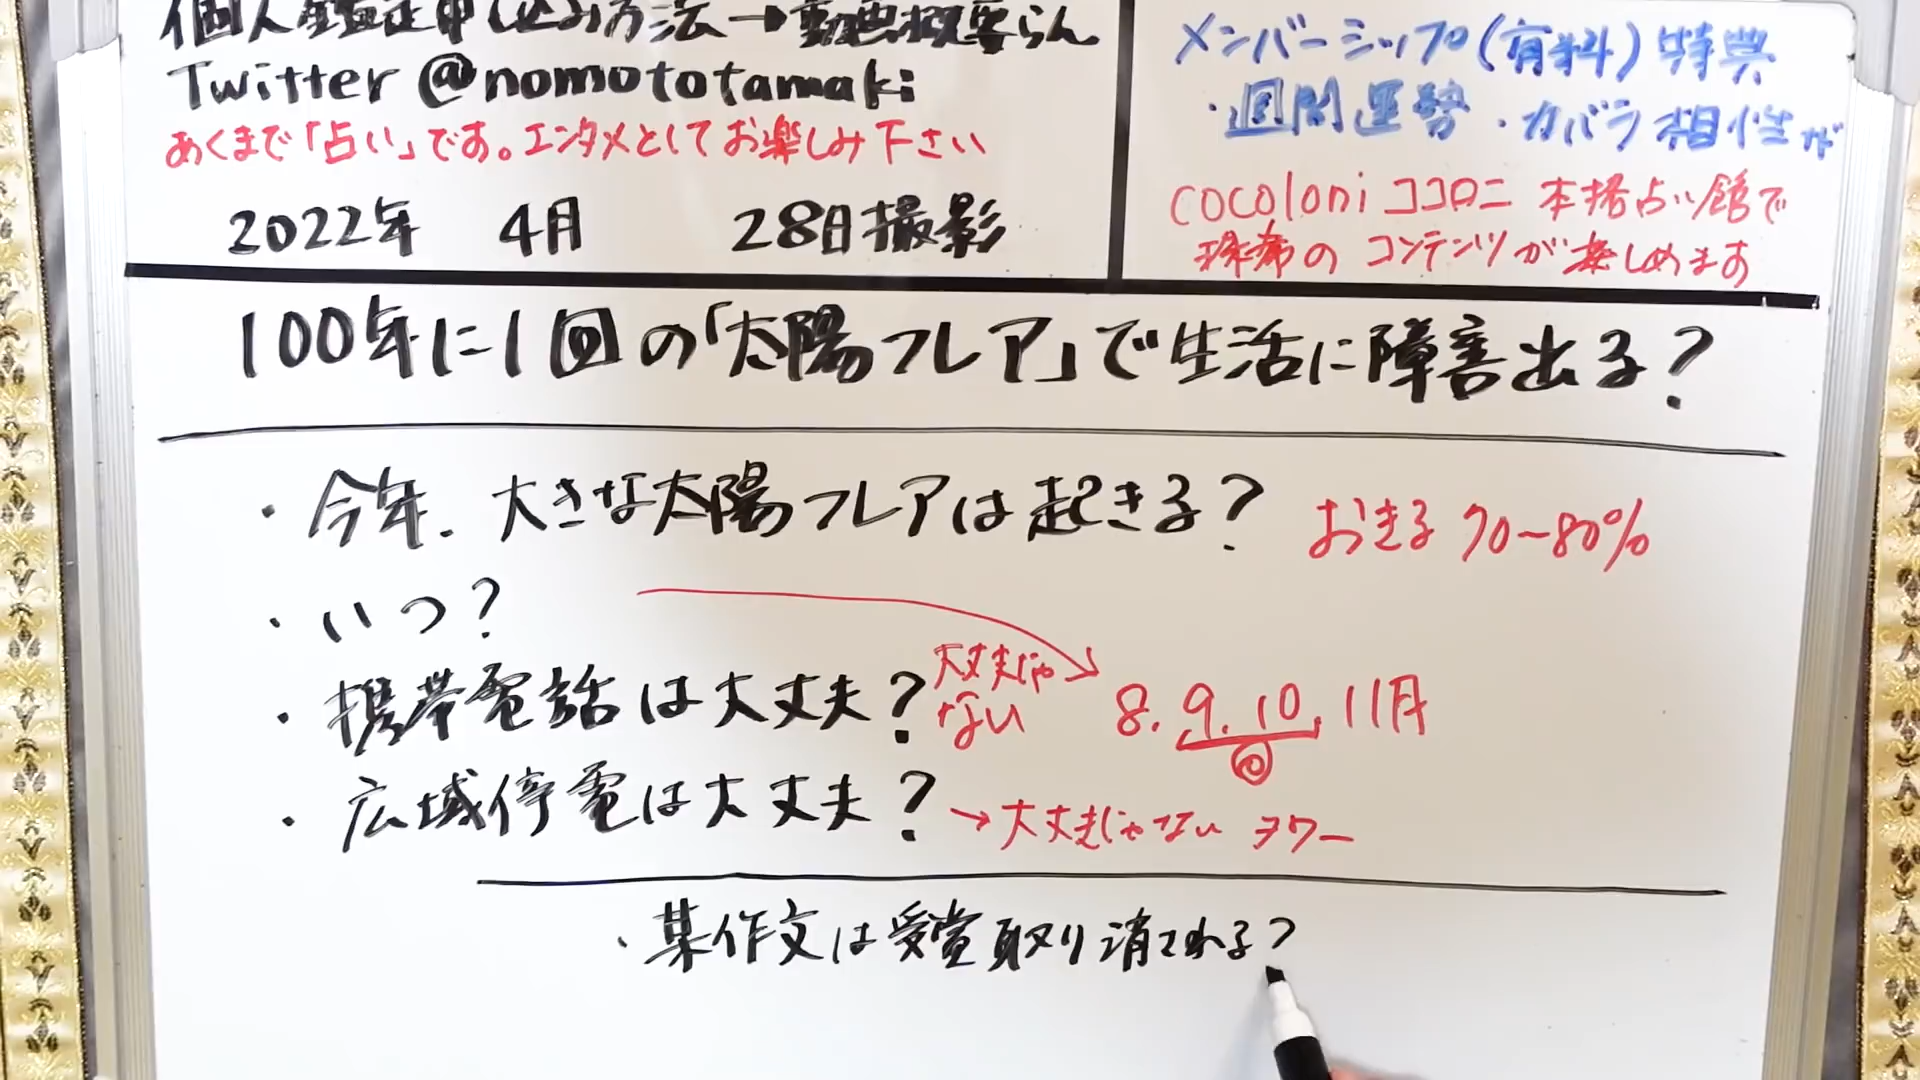 個人鑑定申し込み方法→動画概要らん
Twitter @nomototamaki
あくまで「占い」です。エンタメとしてお楽しみ下さい
2022年 4月 28日撮影
メンバーシップ(有料)特典
・週間運勢・カバラ相性が
cocoloni ココロニ 本格占い館で
珠希の コンテンツが楽しめます
100年に1回の「太陽フレア」で生活に障害出る?
・今年、大きな太陽フレアは起きる? おきる 70~80%
・いつ?
8.9.10.11月
◎
・携帯電話は大丈夫? 大丈夫じゃ
ない
・広域停電は大丈夫? →大丈夫じゃない ヨワー
・某作文は受賞取り消される?